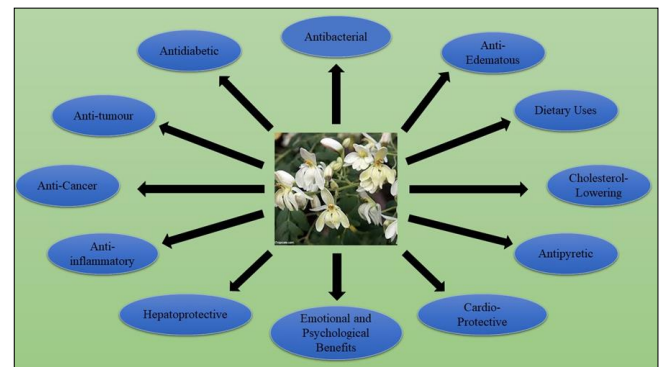 Antibacterial
Antidiabetic
Anti-
Edematous
Anti-tumour
Dietary Uses
Anti-Cancer
Cholesterol-
Lowering
Anti-
inflammatory
Antipyretic
Hepatoprotective
Emotional and
Psychological
Benefits
Cardio-
Protective